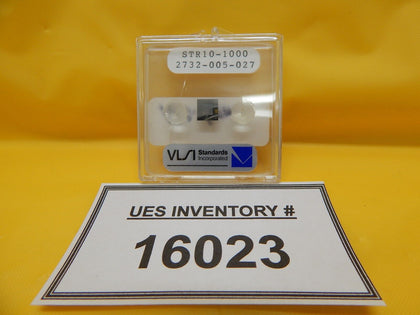 STR10-1000
2732-005-027
VLSI Standards
Incorporated
UES INVENTORY #
16023